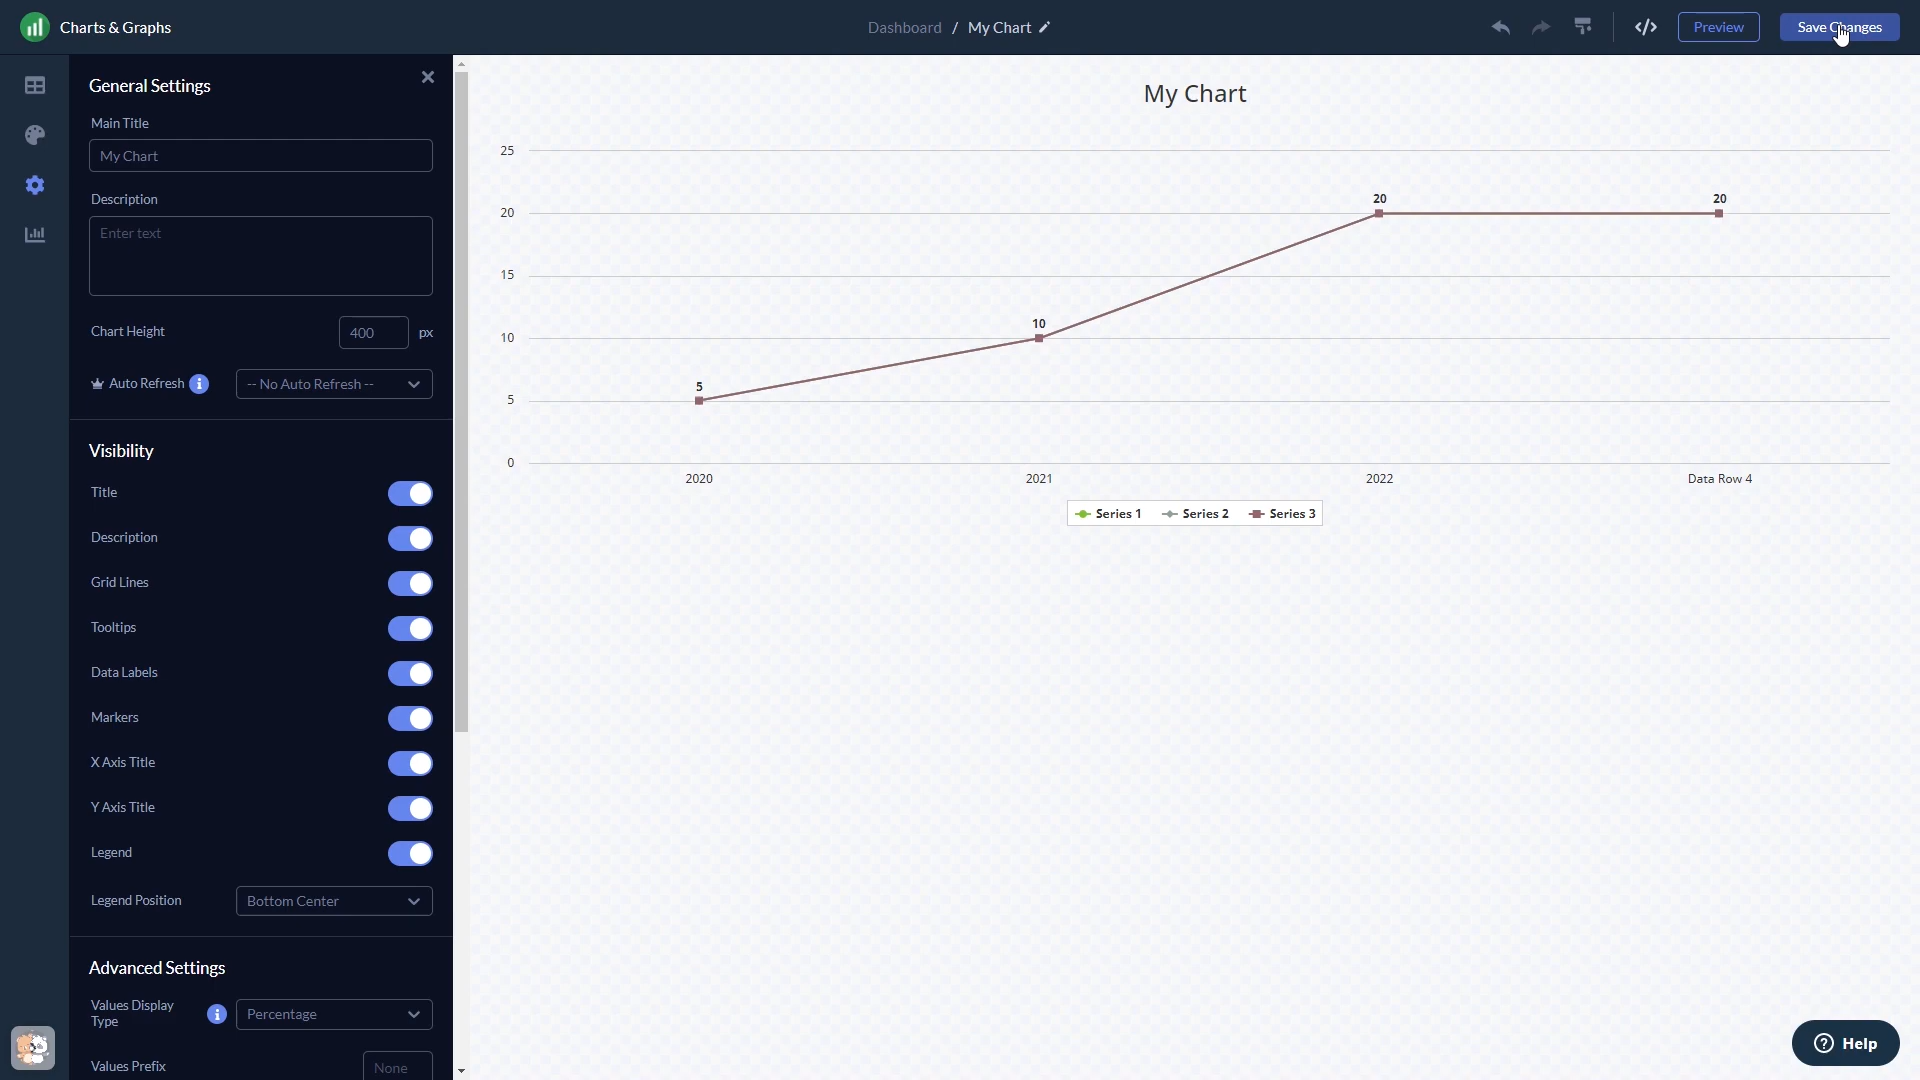 Charts & Graphs
Dashboard / My Chart
Preview
Save Changes
General Settings
Main Title
My Chart
Description
Enter text
Chart Height
400
px
Auto Refresh
-- No Auto Refresh --
Visibility
Title
Description
Grid Lines
Tooltips
Data Labels
Markers
X Axis Title
Y Axis Title
Legend
Legend Position
Bottom Center
Advanced Settings
Values Display
Type
Percentage
Values Prefix
None
My Chart
25
20
15
10
5
0
5
10
20
20
2020
2021
2022
Data Row 4
Series 1
Series 2
Series 3
Help